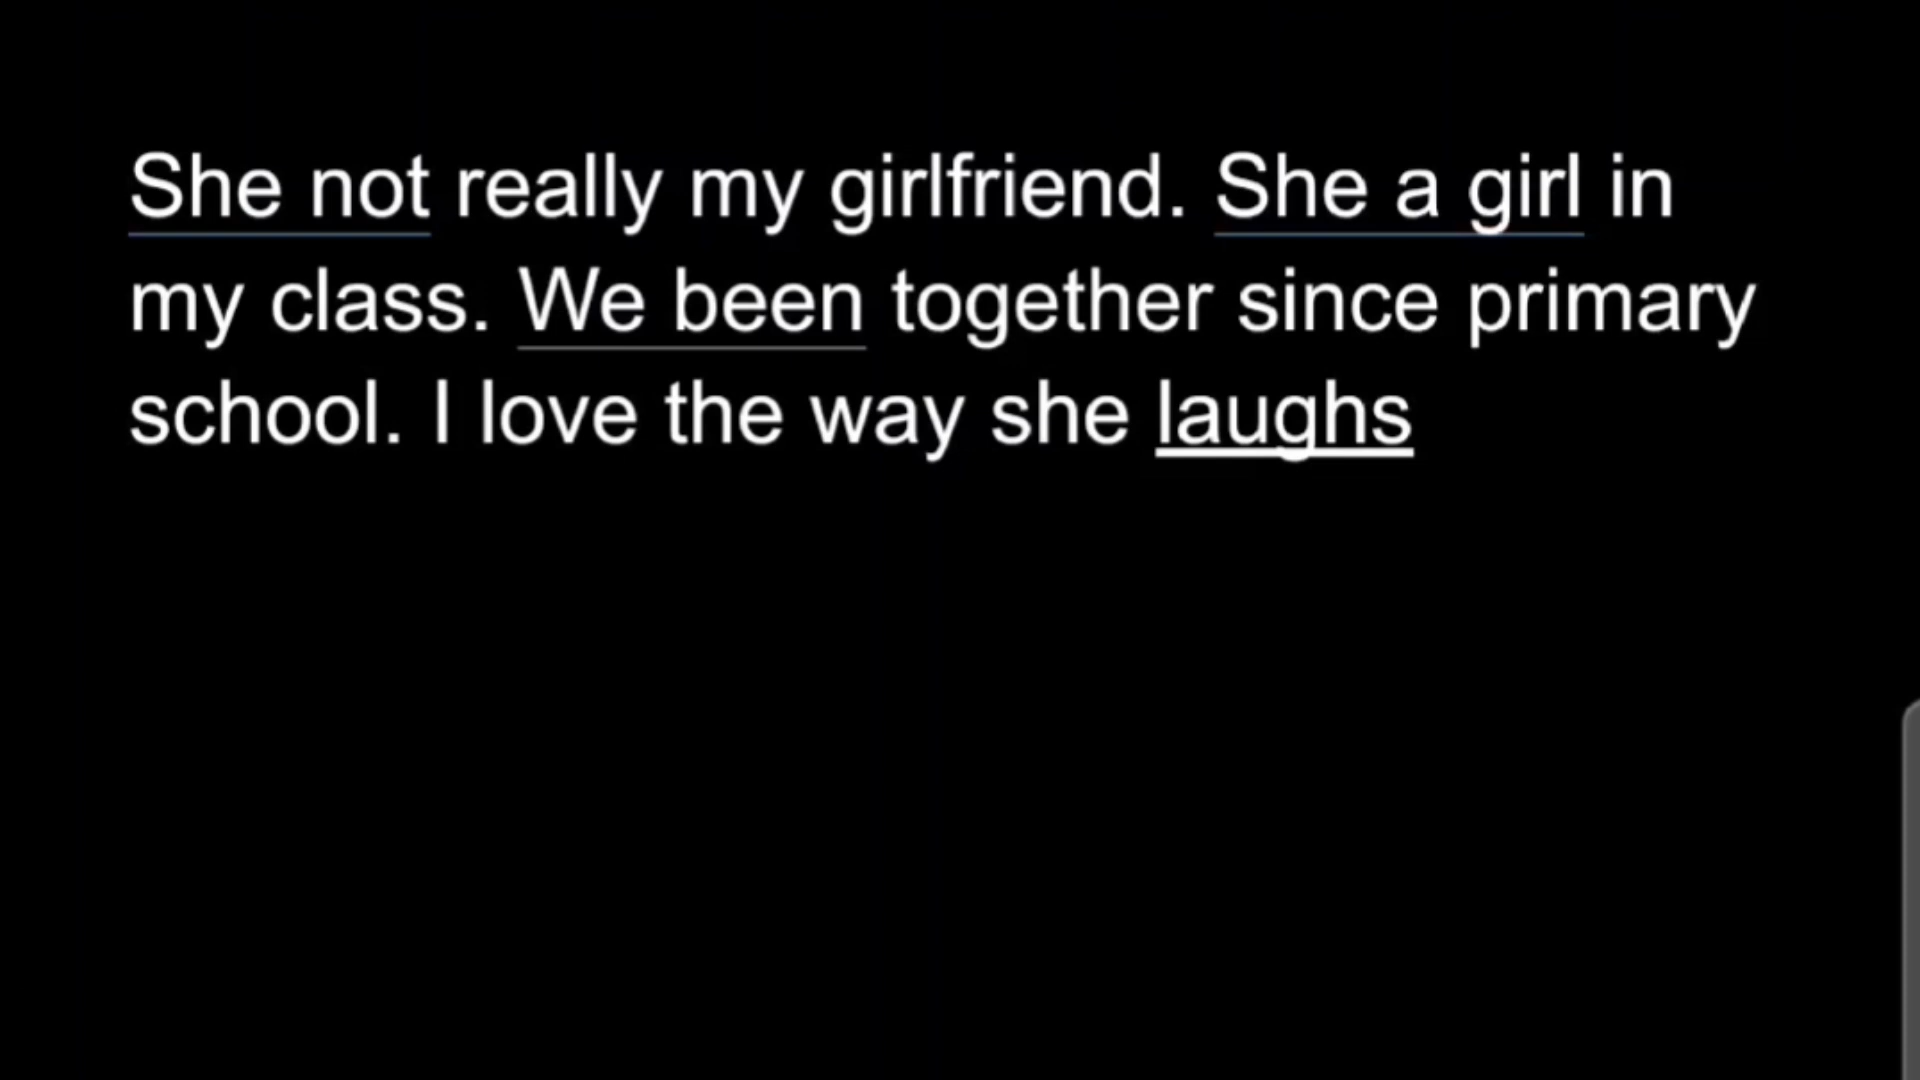 She not really my girlfriend. She a girl in
my class. We been together since primary
school. I love the way she laughs